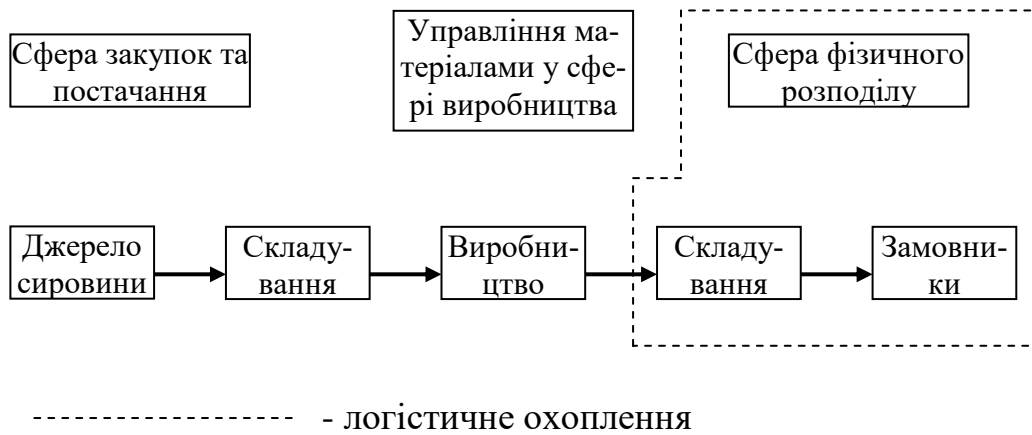 Сфера закупок та
постачання
Управління ма-
теріалами у сфе-
рі виробництва
Сфера фізичного
розподілу
Джерело
сировини
Складу-
вання
Виробни-
цтво
Складу-
вання
Замовни-
ки
- логістичне охоплення